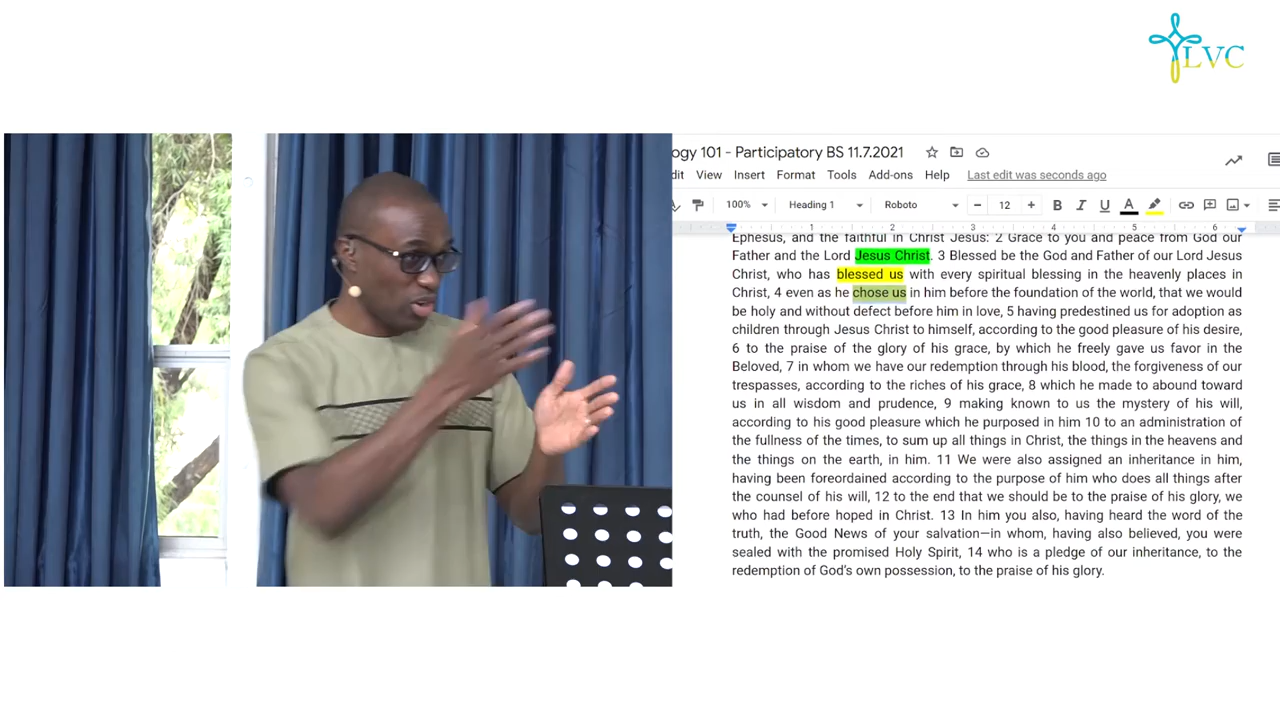 LVC
ogy 101 - Participatory BS 11.7.2021
dit View Insert Format Tools Add-ons Help Last edit was seconds ago
100% Heading 1 Roboto − 12 + B I U A
1 2 3 4 5 6
Ephesus, and the faithful in Christ Jesus: 2 Grace to you and peace from God our
Father and the Lord Jesus Christ. 3 Blessed be the God and Father of our Lord Jesus
Christ, who has blessed us with every spiritual blessing in the heavenly places in
Christ, 4 even as he chose us in him before the foundation of the world, that we would
be holy and without defect before him in love, 5 having predestined us for adoption as
children through Jesus Christ to himself, according to the good pleasure of his desire,
6 to the praise of the glory of his grace, by which he freely gave us favor in the
Beloved, 7 in whom we have our redemption through his blood, the forgiveness of our
trespasses, according to the riches of his grace, 8 which he made to abound toward
us in all wisdom and prudence, 9 making known to us the mystery of his will,
according to his good pleasure which he purposed in him 10 to an administration of
the fullness of the times, to sum up all things in Christ, the things in the heavens and
the things on the earth, in him. 11 We were also assigned an inheritance in him,
having been foreordained according to the purpose of him who does all things after
the counsel of his will, 12 to the end that we should be to the praise of his glory, we
who had before hoped in Christ. 13 In him you also, having heard the word of the
truth, the Good News of your salvation—in whom, having also believed, you were
sealed with the promised Holy Spirit, 14 who is a pledge of our inheritance, to the
redemption of God's own possession, to the praise of his glory.